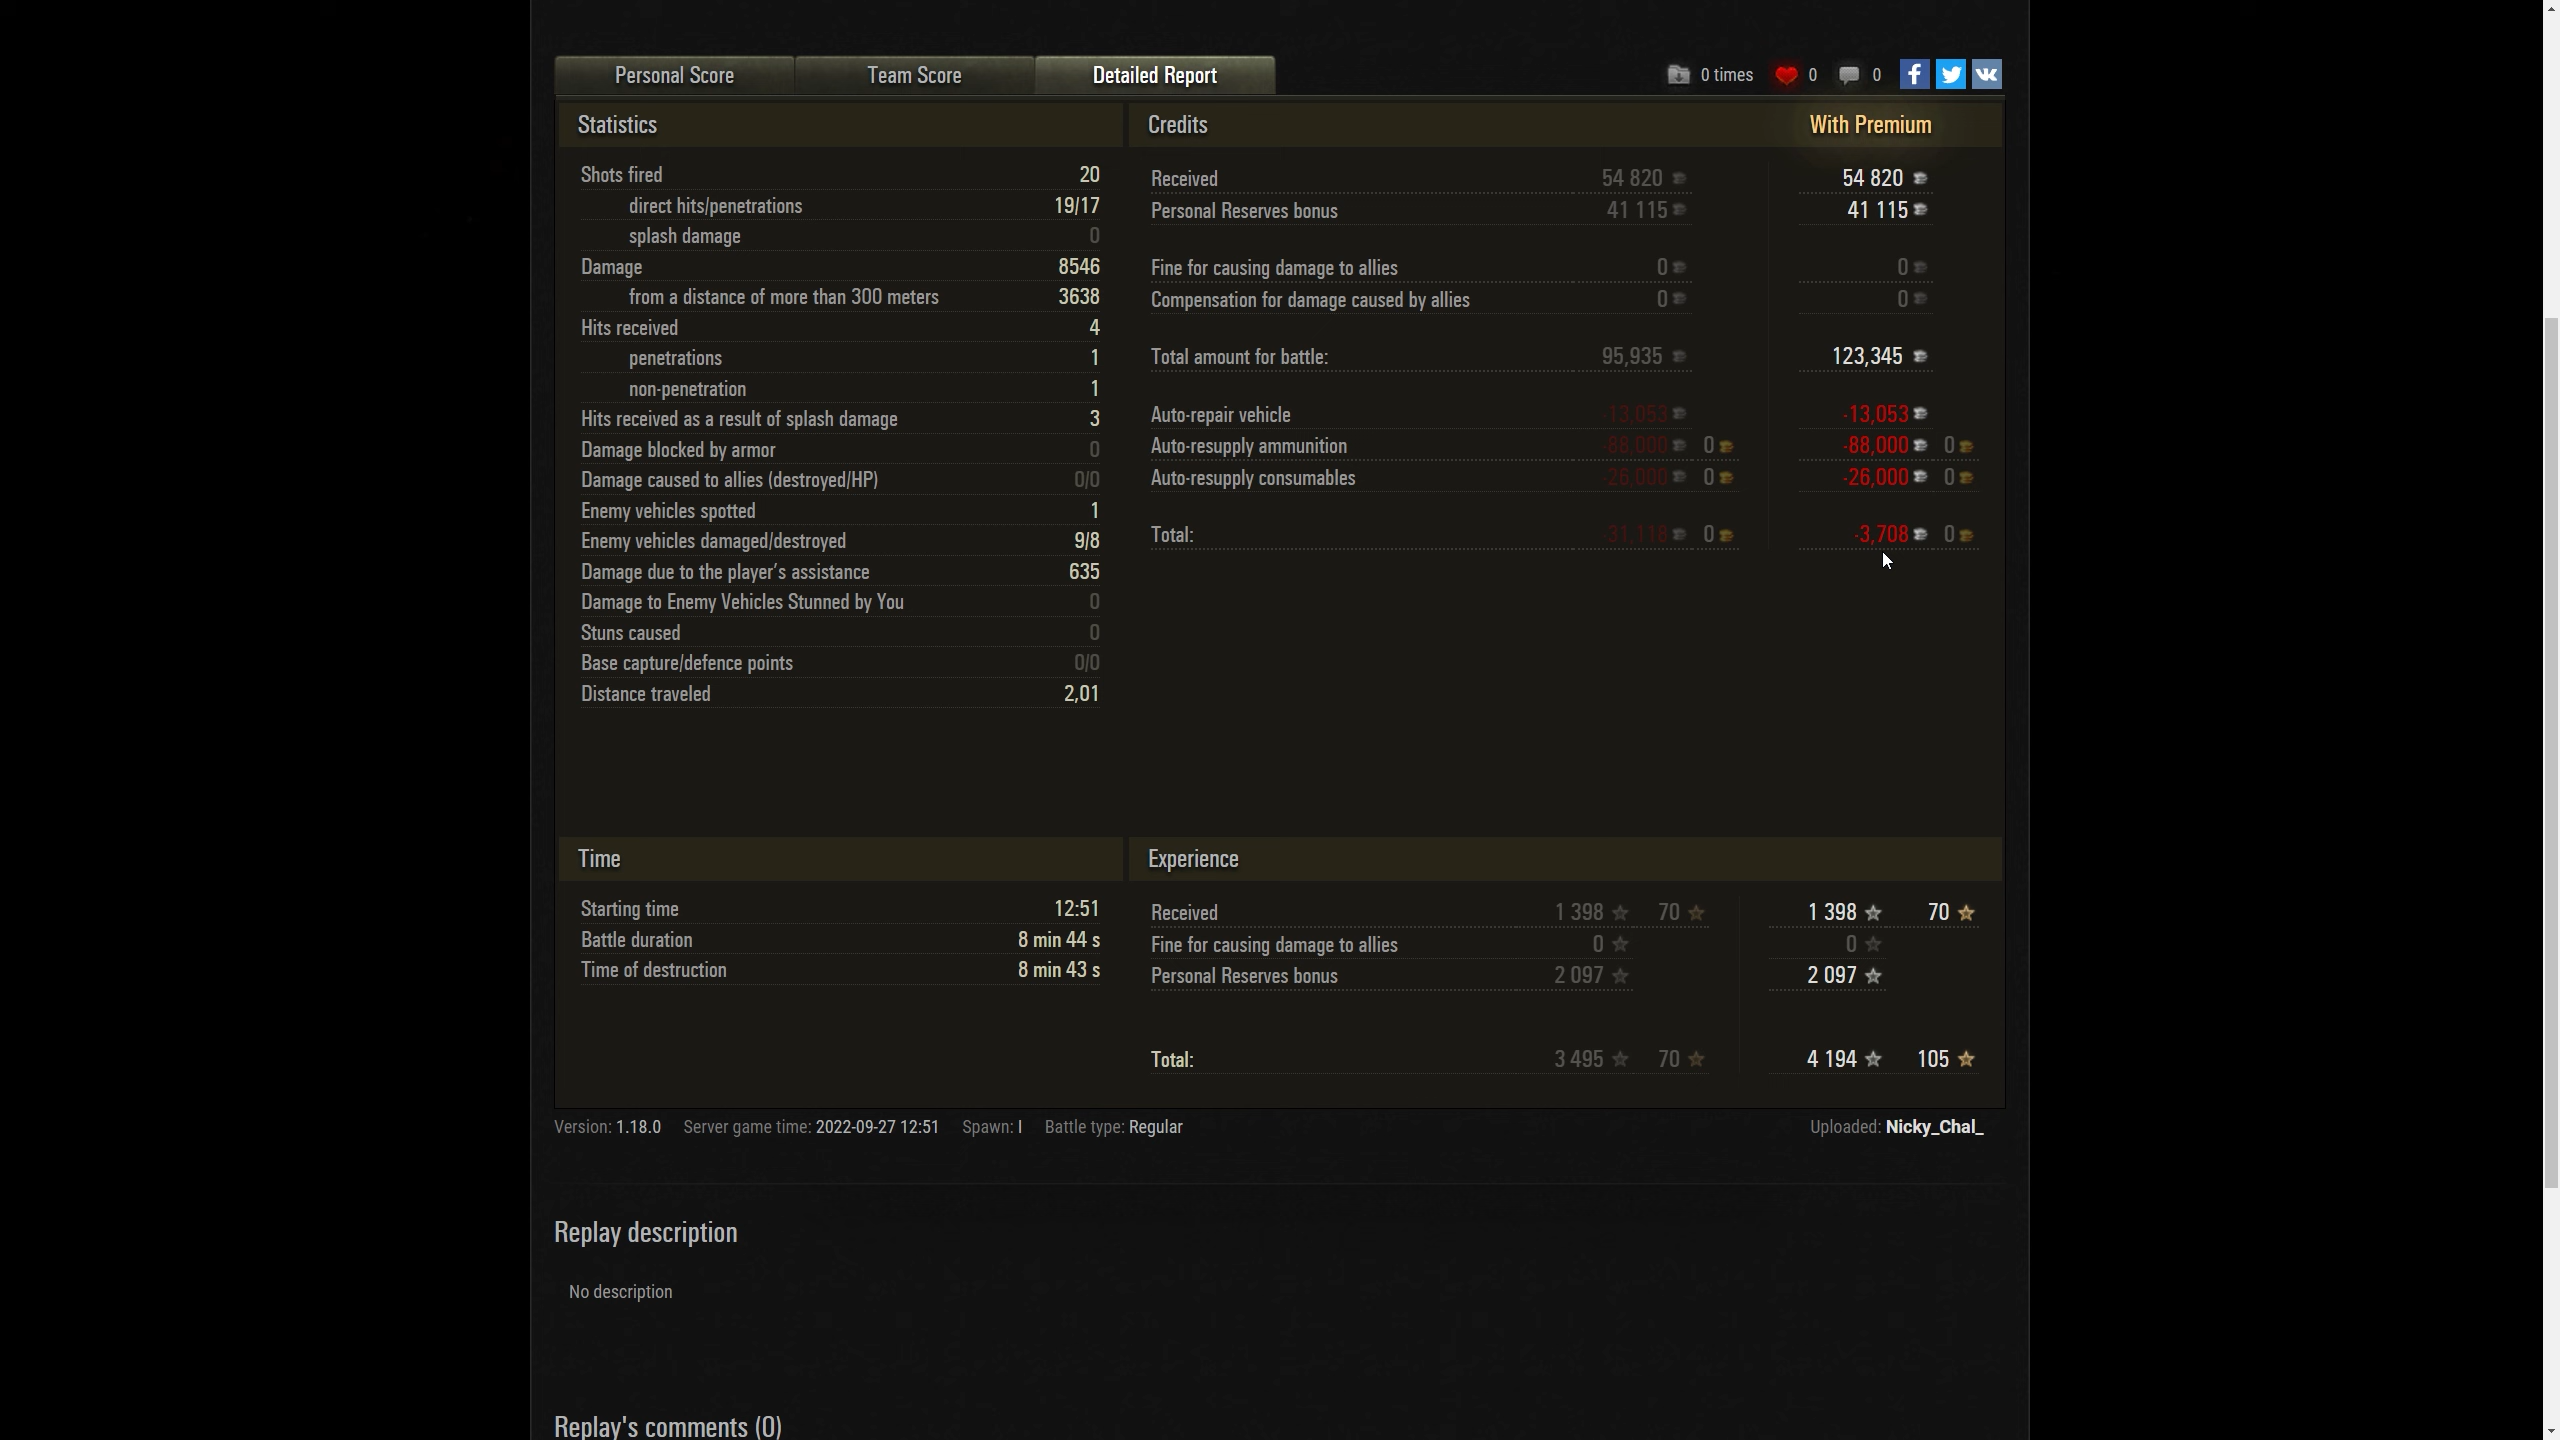 Personal Score Team Score Detailed Report 0 times 0 0
Statistics
Shots fired 20
direct hits/penetrations 19/17
splash damage 0
Damage 8546
from a distance of more than 300 meters 3638
Hits received 4
penetrations 1
non-penetration 1
Hits received as a result of splash damage 3
Damage blocked by armor 0
Damage caused to allies (destroyed/HP) 0/0
Enemy vehicles spotted 1
Enemy vehicles damaged/destroyed 9/8
Damage due to the player's assistance 635
Damage to Enemy Vehicles Stunned by You 0
Stuns caused 0
Base capture/defence points 0/0
Distance traveled 2,01
Credits With Premium
Received 54 820 54 820
Personal Reserves bonus 41 115 41 115
Fine for causing damage to allies 0 0
Compensation for damage caused by allies 0 0
Total amount for battle: 95,935 123,345
Auto-repair vehicle -13,053 -13,053
Auto-resupply ammunition -88,000 0 -88,000 0
Auto-resupply consumables -26,000 0 -26,000 0
Total: -31,118 0 -3,708 0
Time
Starting time 12:51
Battle duration 8 min 44 s
Time of destruction 8 min 43 s
Experience
Received 1 398 70 1 398 70
Fine for causing damage to allies 0 0
Personal Reserves bonus 2 097 2 097
Total: 3 495 70 4 194 105
Version: 1.18.0 Server game time: 2022-09-27 12:51 Spawn: I Battle type: Regular Uploaded: Nicky_Chal_
Replay description
No description
Replay's comments (0)